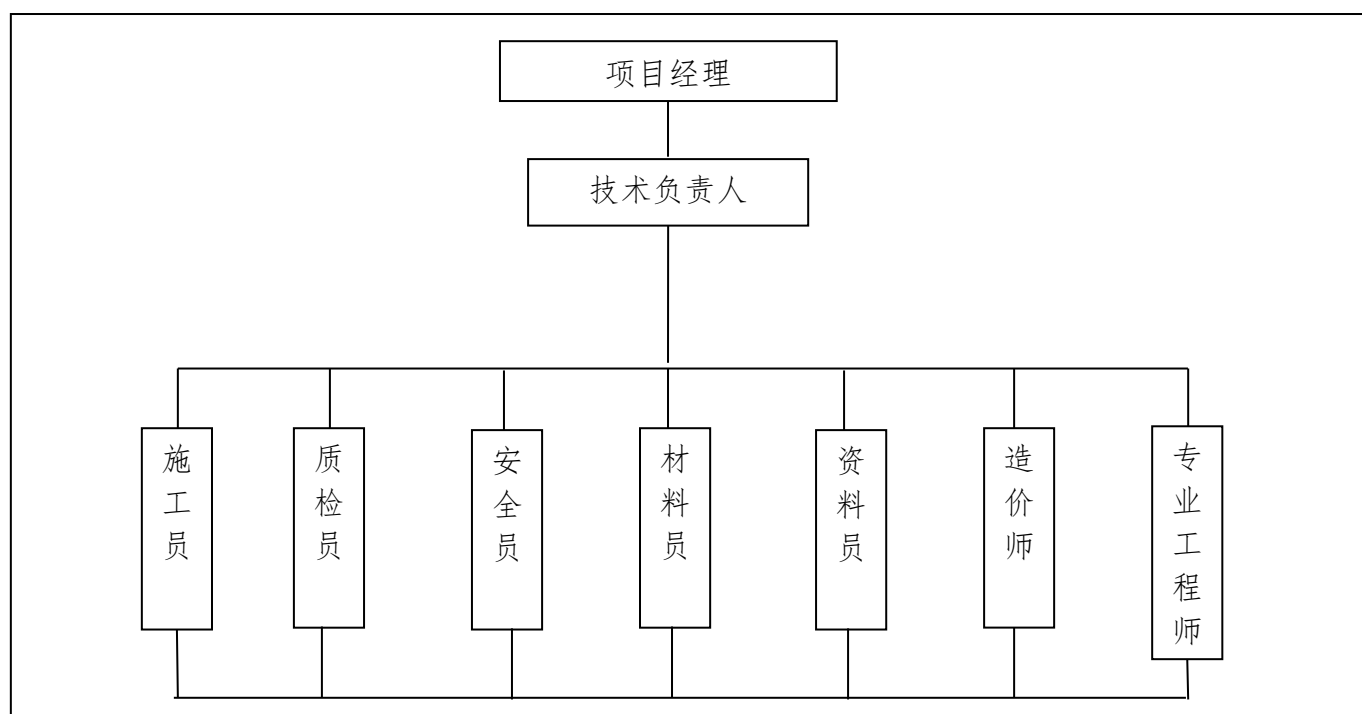 项目经理
技术负责人
施工员
质检员
安全员
材料员
资料员
造价师
专业工程师